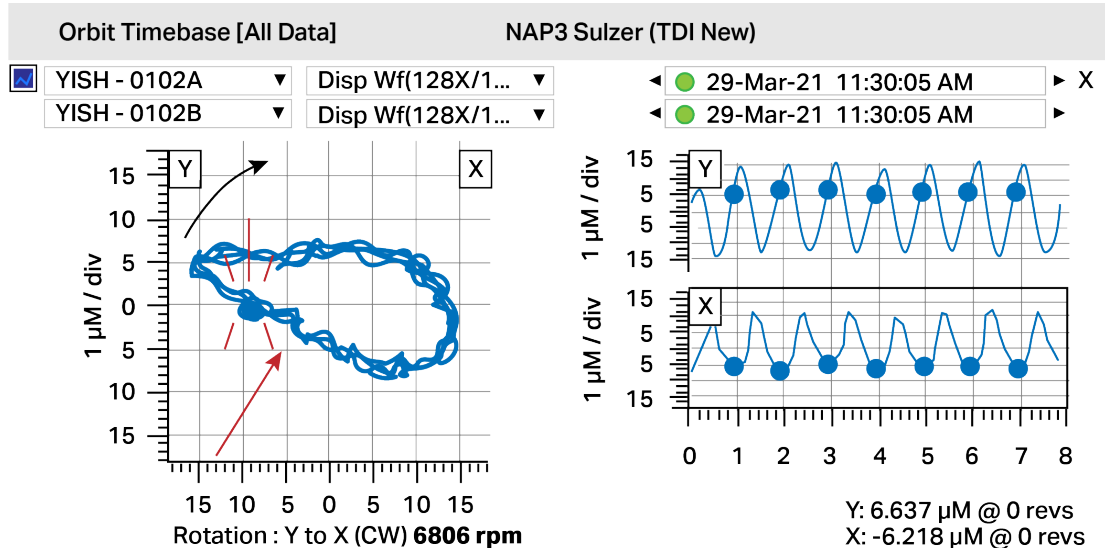 Orbit Timebase [All Data] NAP3 Sulzer (TDI New)
YISH - 0102A ▼ Disp Wf(128X/1... ▼ ◄ 29-Mar-21 11:30:05 AM ► X
YISH - 0102B ▼ Disp Wf(128X/1... ▼ ◄ 29-Mar-21 11:30:05 AM ►
Y
X
15
10
5
0
5
10
15
1 µM / div
15 10 5 0 5 10 15
Rotation : Y to X (CW) 6806 rpm
Y
15
5
5
15
1 µM / div
X
15
5
5
15
1 µM / div
0 1 2 3 4 5 6 7 8
Y: 6.637 µM @ 0 revs
X: -6.218 µM @ 0 revs